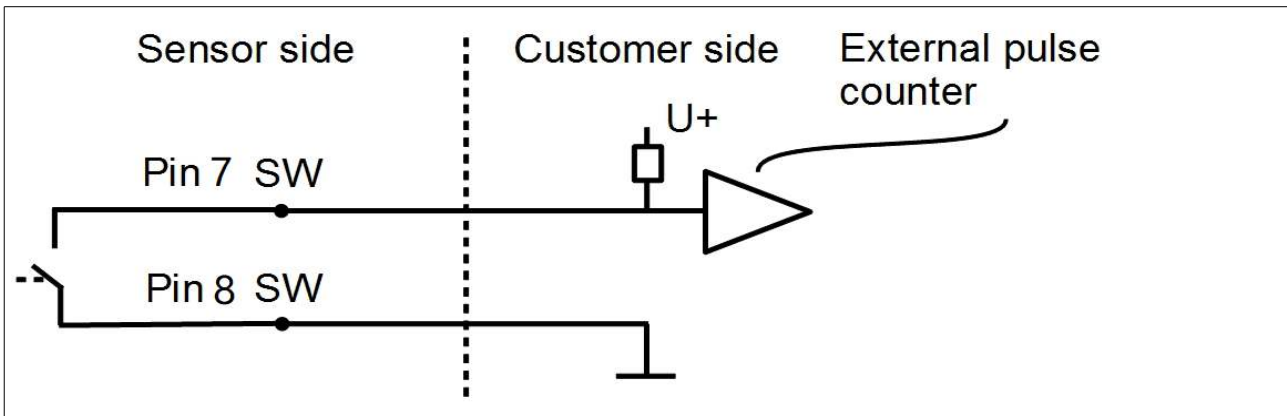 Sensor side
Customer side
External pulse
counter
U+
Pin 7 SW
Pin 8 SW